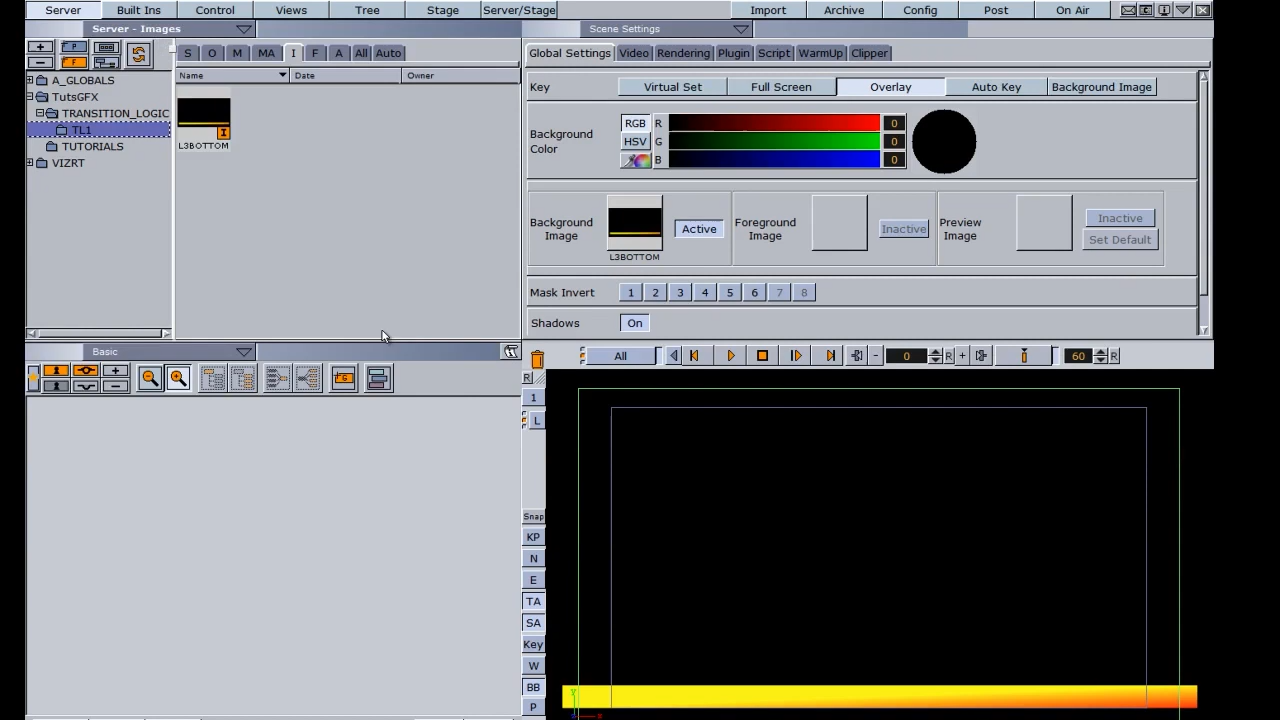 Server Built Ins Control Views Tree Stage Server/Stage Import Archive Config Post On Air
Server - Images
Scene Settings
+ P
- F
S O M MA I F A All Auto
Global Settings Video Rendering Plugin Script WarmUp Clipper
Name Date Owner
A_GLOBALS
TutsGFX
TRANSITION_LOGIC
TL1
TUTORIALS
VIZRT
I
L3BOTTOM
Key Virtual Set Full Screen Overlay Auto Key Background Image
Background
Color
RGB R 0
HSV G 0
B 0
Background
Image
Active
L3BOTTOM
Foreground
Image
Inactive
Preview
Image
Inactive
Set Default
Mask Invert 1 2 3 4 5 6 7 8
Shadows On
Basic
All - 0 R + 60 R
G
R
1
L
Snap
KP
N
E
TA
SA
Key
W
BB
P
Y
X